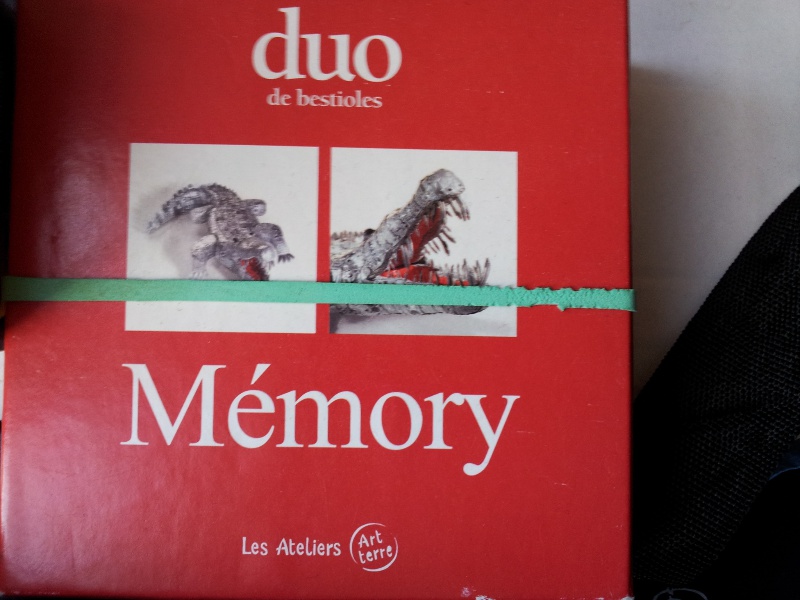 duo
de bestioles
Mémory
Les Ateliers Art
terre